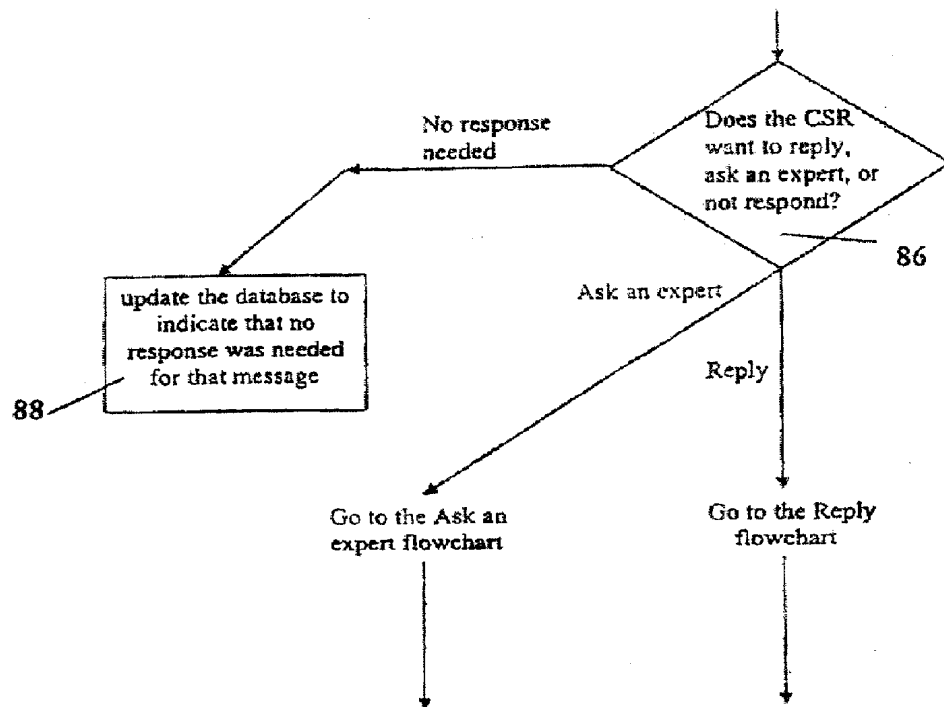 No response
needed
Does the CSR
want to reply,
ask an expert, or
not respond?
86
update the database to
indicate that no
response was needed
for that message
88
Ask an expert
Reply
Go to the Ask an
expert flowchart
Go to the Reply
flowchart